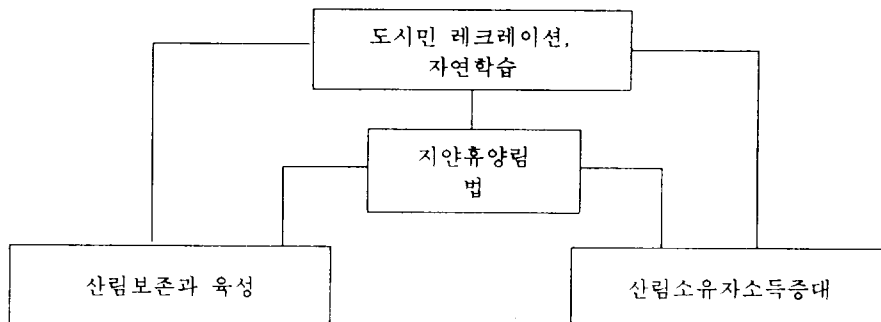 도시민 레크레이션,
자연학습
지얀휴양림
법
산림보존과 육성
산림소유자소득증대